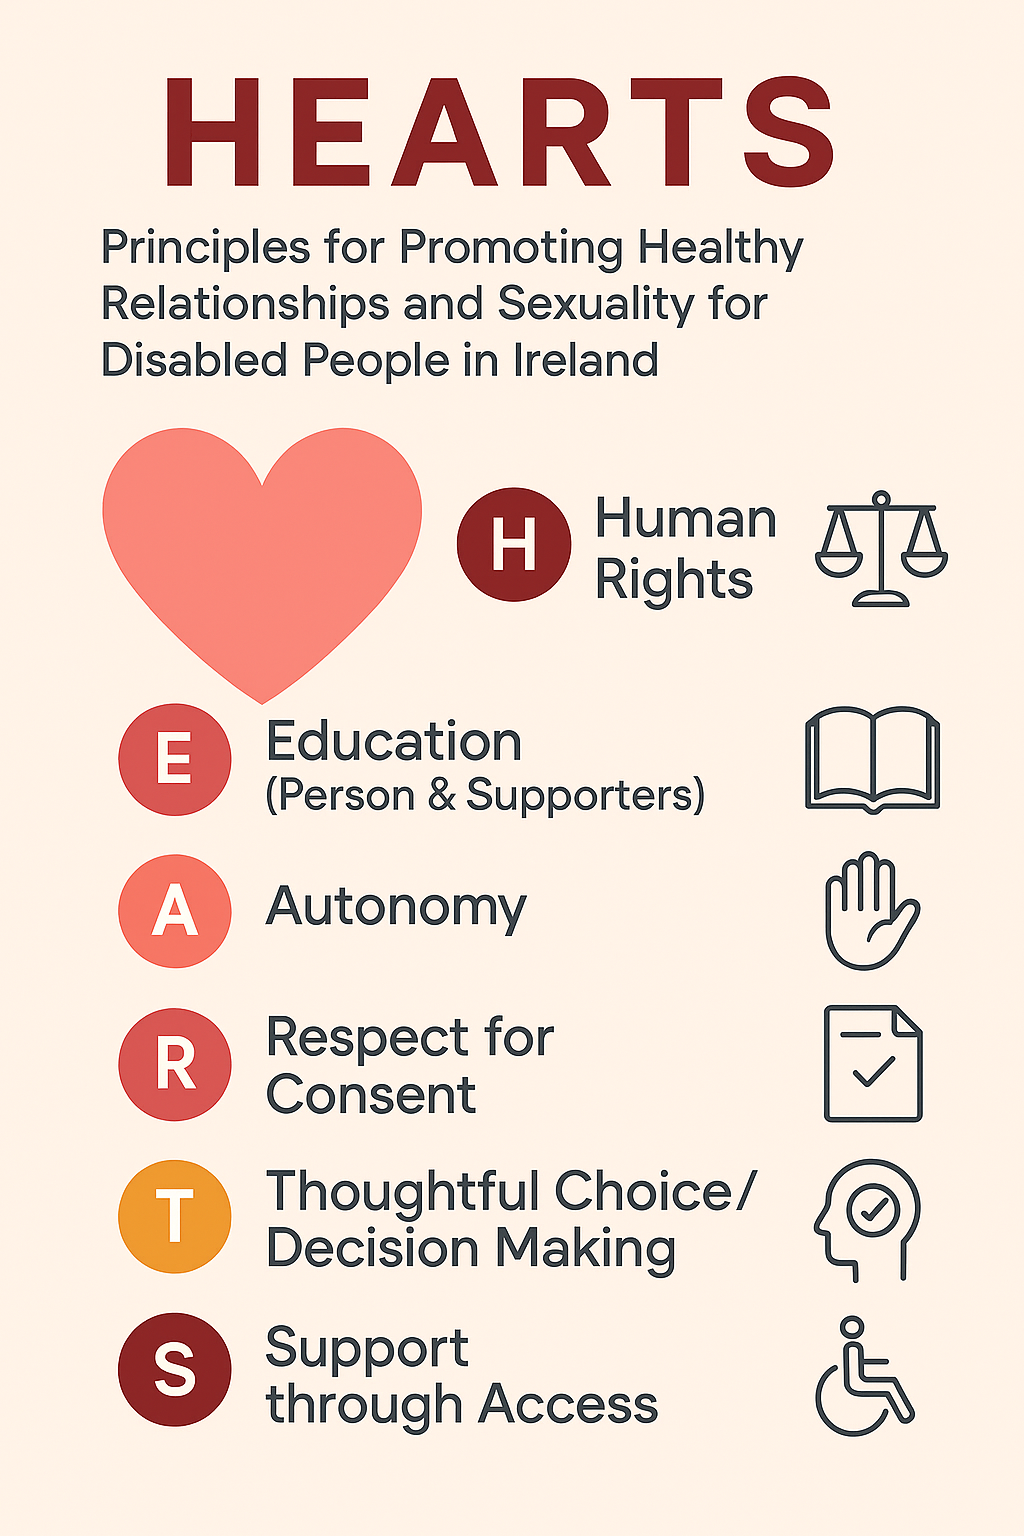 HEARTS
Principles for Promoting Healthy
Relationships and Sexuality for
Disabled People in Ireland
H
Human
Rights
E
Education
(Person & Supporters)
A
Autonomy
R
Respect for
Consent
T
Thoughtful Choice/
Decision Making
S
Support
through Access